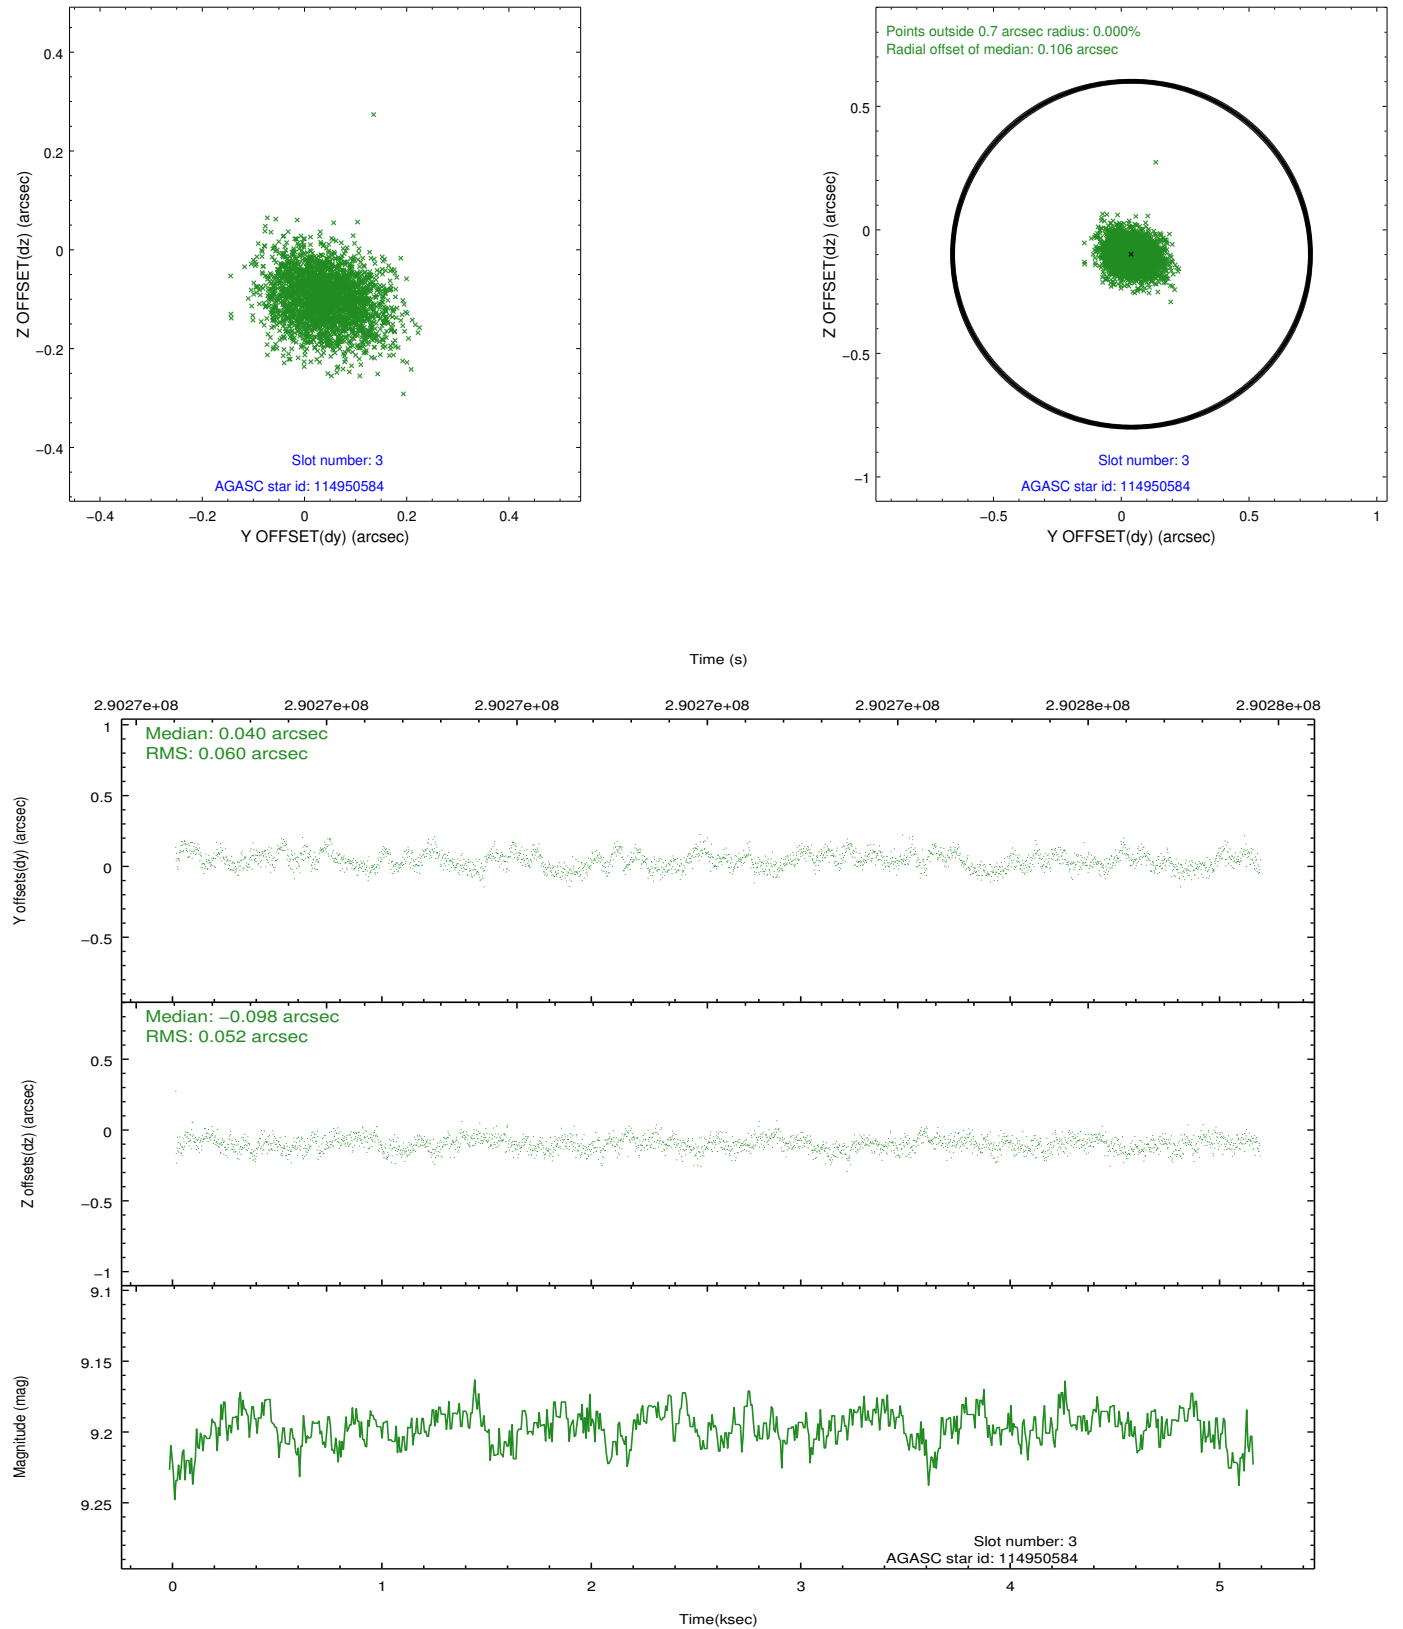 0.4
0.2
0
−0.2
−0.4
Z OFFSET(dz) (arcsec)
Slot number: 3
AGASC star id: 114950584
−0.4
−0.2
0
0.2
0.4
Y OFFSET(dy) (arcsec)
Points outside 0.7 arcsec radius: 0.000%
Radial offset of median: 0.106 arcsec
0.5
0
−0.5
−1
Z OFFSET(dz) (arcsec)
Slot number: 3
AGASC star id: 114950584
−0.5
0
0.5
1
Y OFFSET(dy) (arcsec)
Time (s)
2.9027e+08
2.9027e+08
2.9027e+08
2.9027e+08
2.9027e+08
2.9028e+08
2.9028e+08
Median: 0.040 arcsec
RMS: 0.060 arcsec
1
0.5
0
−0.5
Y offsets(dy) (arcsec)
Median: −0.098 arcsec
RMS: 0.052 arcsec
0.5
0
−0.5
−1
Z offsets(dz) (arcsec)
9.1
9.15
9.2
9.25
Magnitude (mag)
Slot number: 3
AGASC star id: 114950584
0
1
2
3
4
5
Time(ksec)